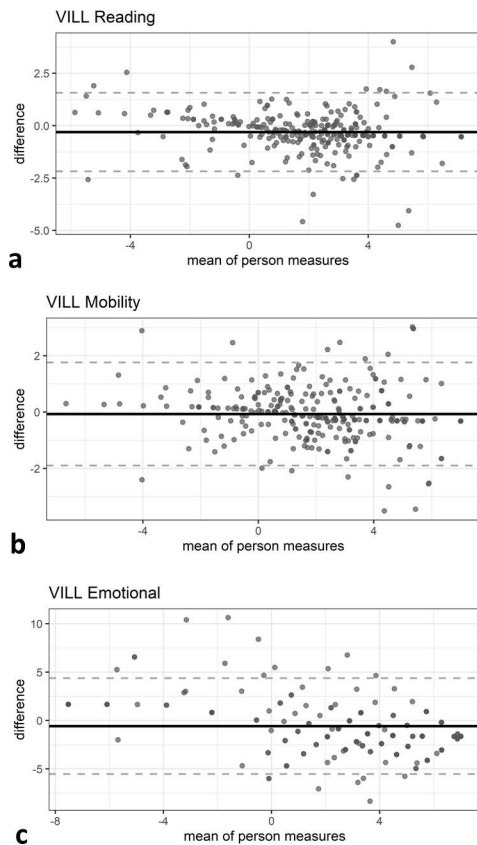 VILL Reading
2.5
0.0
-2.5
-5.0
difference
-4
0
4
mean of person measures
a
VILL Mobility
2
0
-2
difference
-4
0
4
mean of person measures
b
VILL Emotional
10
5
0
-5
difference
-8
-4
0
4
mean of person measures
c